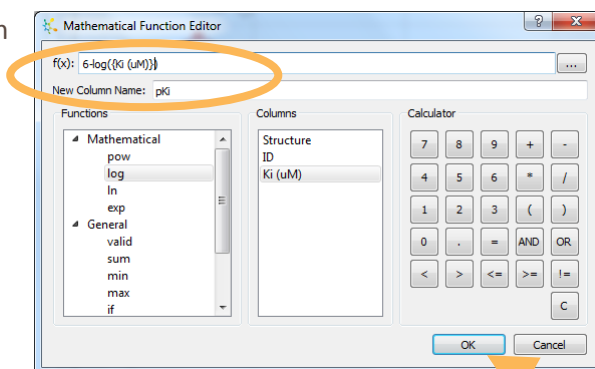 n
Mathematical Function Editor
f(x): 6-log({Ki (uM)}) ...
New Column Name: pKi
Functions Columns Calculator
Mathematical
pow
log
ln
exp
General
valid
sum
min
max
if
Structure
ID
Ki (uM)
7 8 9 + -
4 5 6 * /
1 2 3 ( )
0 . = AND OR
< > <= >= !=
C
OK Cancel